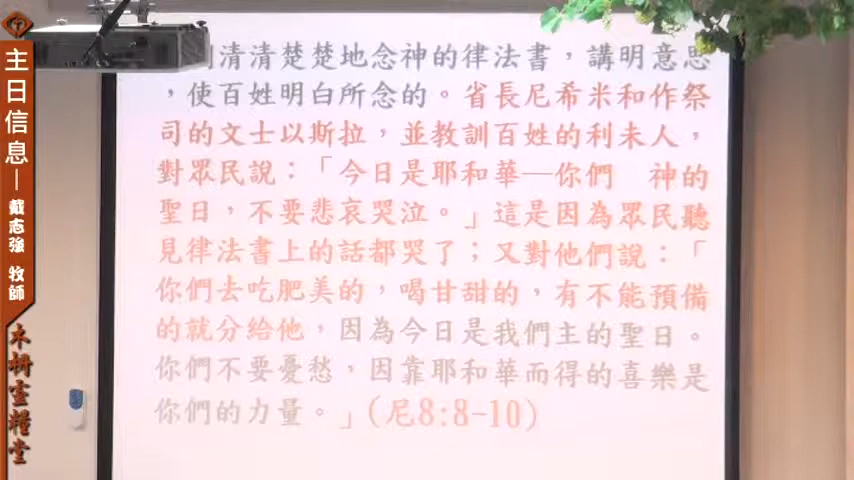 主日信息—戴志強 牧師
木柵靈糧堂
清清楚楚地念神的律法書，講明意思
，使百姓明白所念的。省長尼希米和作祭
司的文士以斯拉，並教訓百姓的利未人，
對眾民說：「今日是耶和華—你們　神的
聖日，不要悲哀哭泣。」這是因為眾民聽
見律法書上的話都哭了；又對他們說：「
你們去吃肥美的，喝甘甜的，有不能預備
的就分給他，因為今日是我們主的聖日。
你們不要憂愁，因靠耶和華而得的喜樂是
你們的力量。」(尼8:8-10)